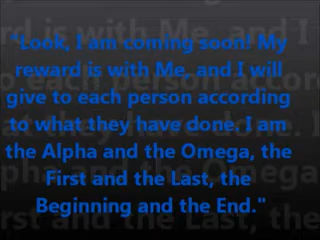 "Look, I am coming soon! My
reward is with Me, and I will
give to each person according
to what they have done. I am
the Alpha and the Omega, the
First and the Last, the
Beginning and the End."